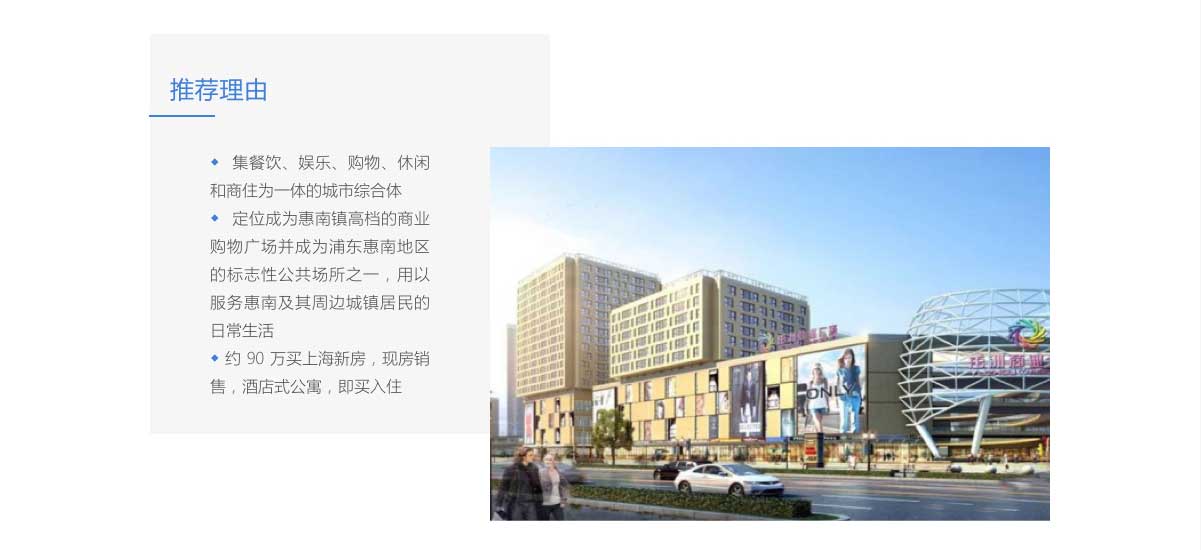 推荐理由
◆ 集餐饮、娱乐、购物、休闲
和商住为一体的城市综合体
◆ 定位成为惠南镇高档的商业
购物广场并成为浦东惠南地区
的标志性公共场所之一，用以
服务惠南及其周边城镇居民的
日常生活
◆ 约 90 万买上海新房，现房销
售，酒店式公寓，即买入住
ONLY